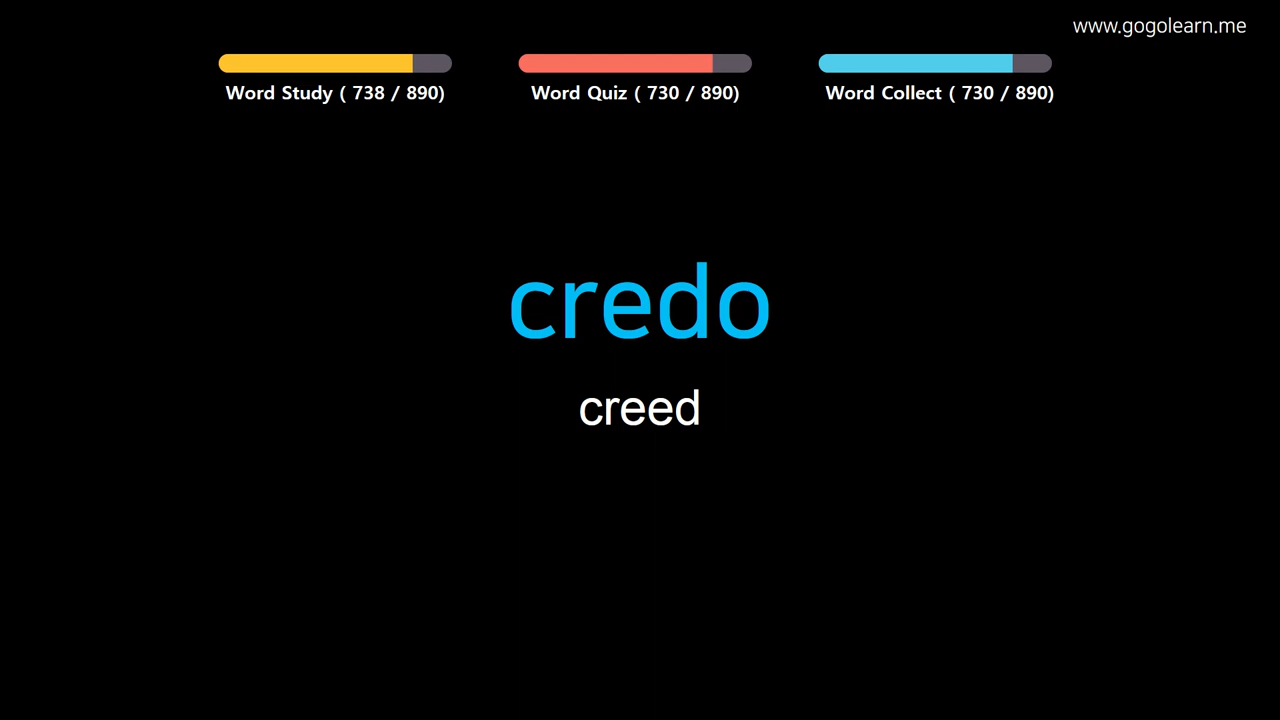 www.gogolearn.me
Word Study ( 738 / 890)
Word Quiz ( 730 / 890)
Word Collect ( 730 / 890)
credo
creed